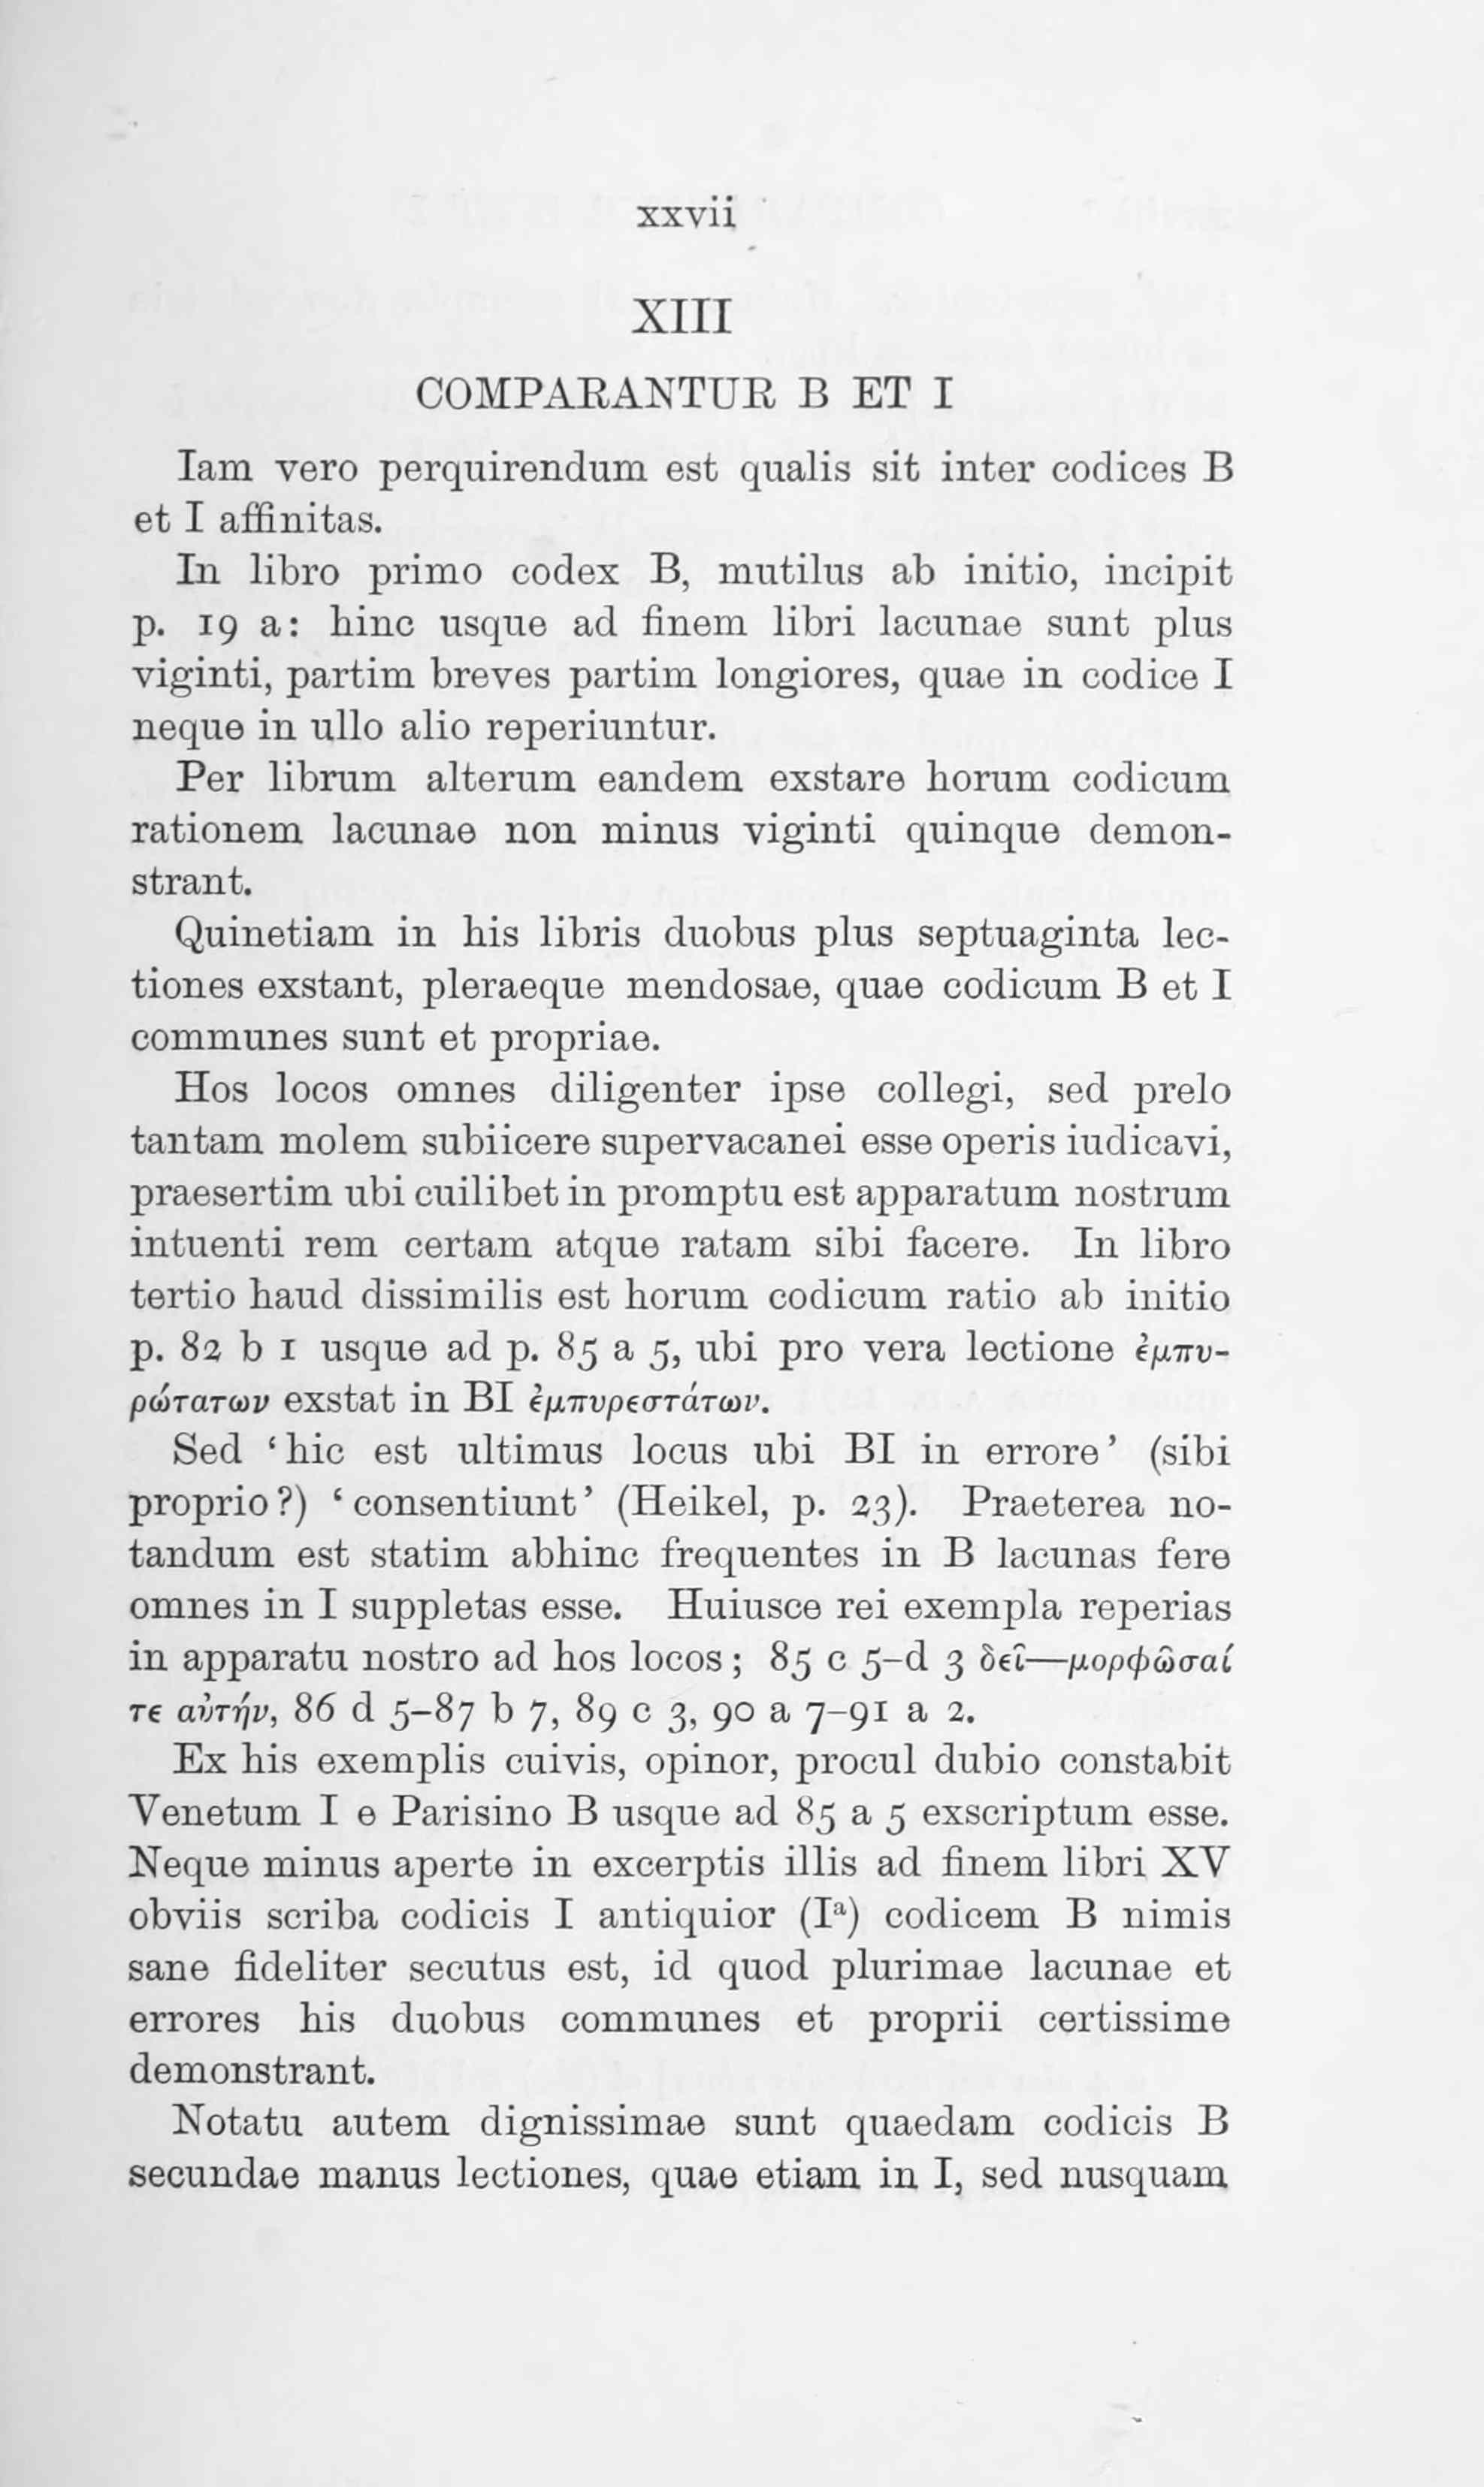 xxvii
XIII
COMPARANTUR B ET I
Iam vero perquirendum est qualis sit inter codices B
et I affinitas.
In libro primo codex B, mutilus ab initio, incipit
p. 19 a: hinc usque ad finem libri lacunae sunt plus
viginti, partim breves partim longiores, quae in codice I
neque in ullo alio reperiuntur.
Per librum alterum eandem exstare horum codicum
rationem lacunae non minus viginti quinque demon-
strant.
Quinetiam in his libris duobus plus septuaginta lec-
tiones exstant, pleraeque mendosae, quae codicum B et I
communes sunt et propriae.
Hos locos omnes diligenter ipse collegi, sed prelo
tantam molem subiicere supervacanei esse operis iudicavi,
praesertim ubi cuilibet in promptu est apparatum nostrum
intuenti rem certam atque ratam sibi facere. In libro
tertio haud dissimilis est horum codicum ratio ab initio
p. 82 b 1 usque ad p. 85 a 5, ubi pro vera lectione ἐμπυ-
ρώτατων exstat in BI ἐμπυρεστάτων.
Sed ‘hic est ultimus locus ubi BI in errore’ (sibi
proprio?) ‘consentiunt’ (Heikel, p. 23). Praeterea no-
tandum est statim abhinc frequentes in B lacunas fere
omnes in I suppletas esse. Huiusce rei exempla reperias
in apparatu nostro ad hos locos; 85 c 5–d 3 δεῖ—μορφῶσαί
τε αὐτήν, 86 d 5–87 b 7, 89 c 3, 90 a 7–91 a 2.
Ex his exemplis cuivis, opinor, procul dubio constabit
Venetum I e Parisino B usque ad 85 a 5 exscriptum esse.
Neque minus aperte in excerptis illis ad finem libri XV
obviis scriba codicis I antiquior (Iᵃ) codicem B nimis
sane fideliter secutus est, id quod plurimae lacunae et
errores his duobus communes et proprii certissime
demonstrant.
Notatu autem dignissimae sunt quaedam codicis B
secundae manus lectiones, quae etiam in I, sed nusquam